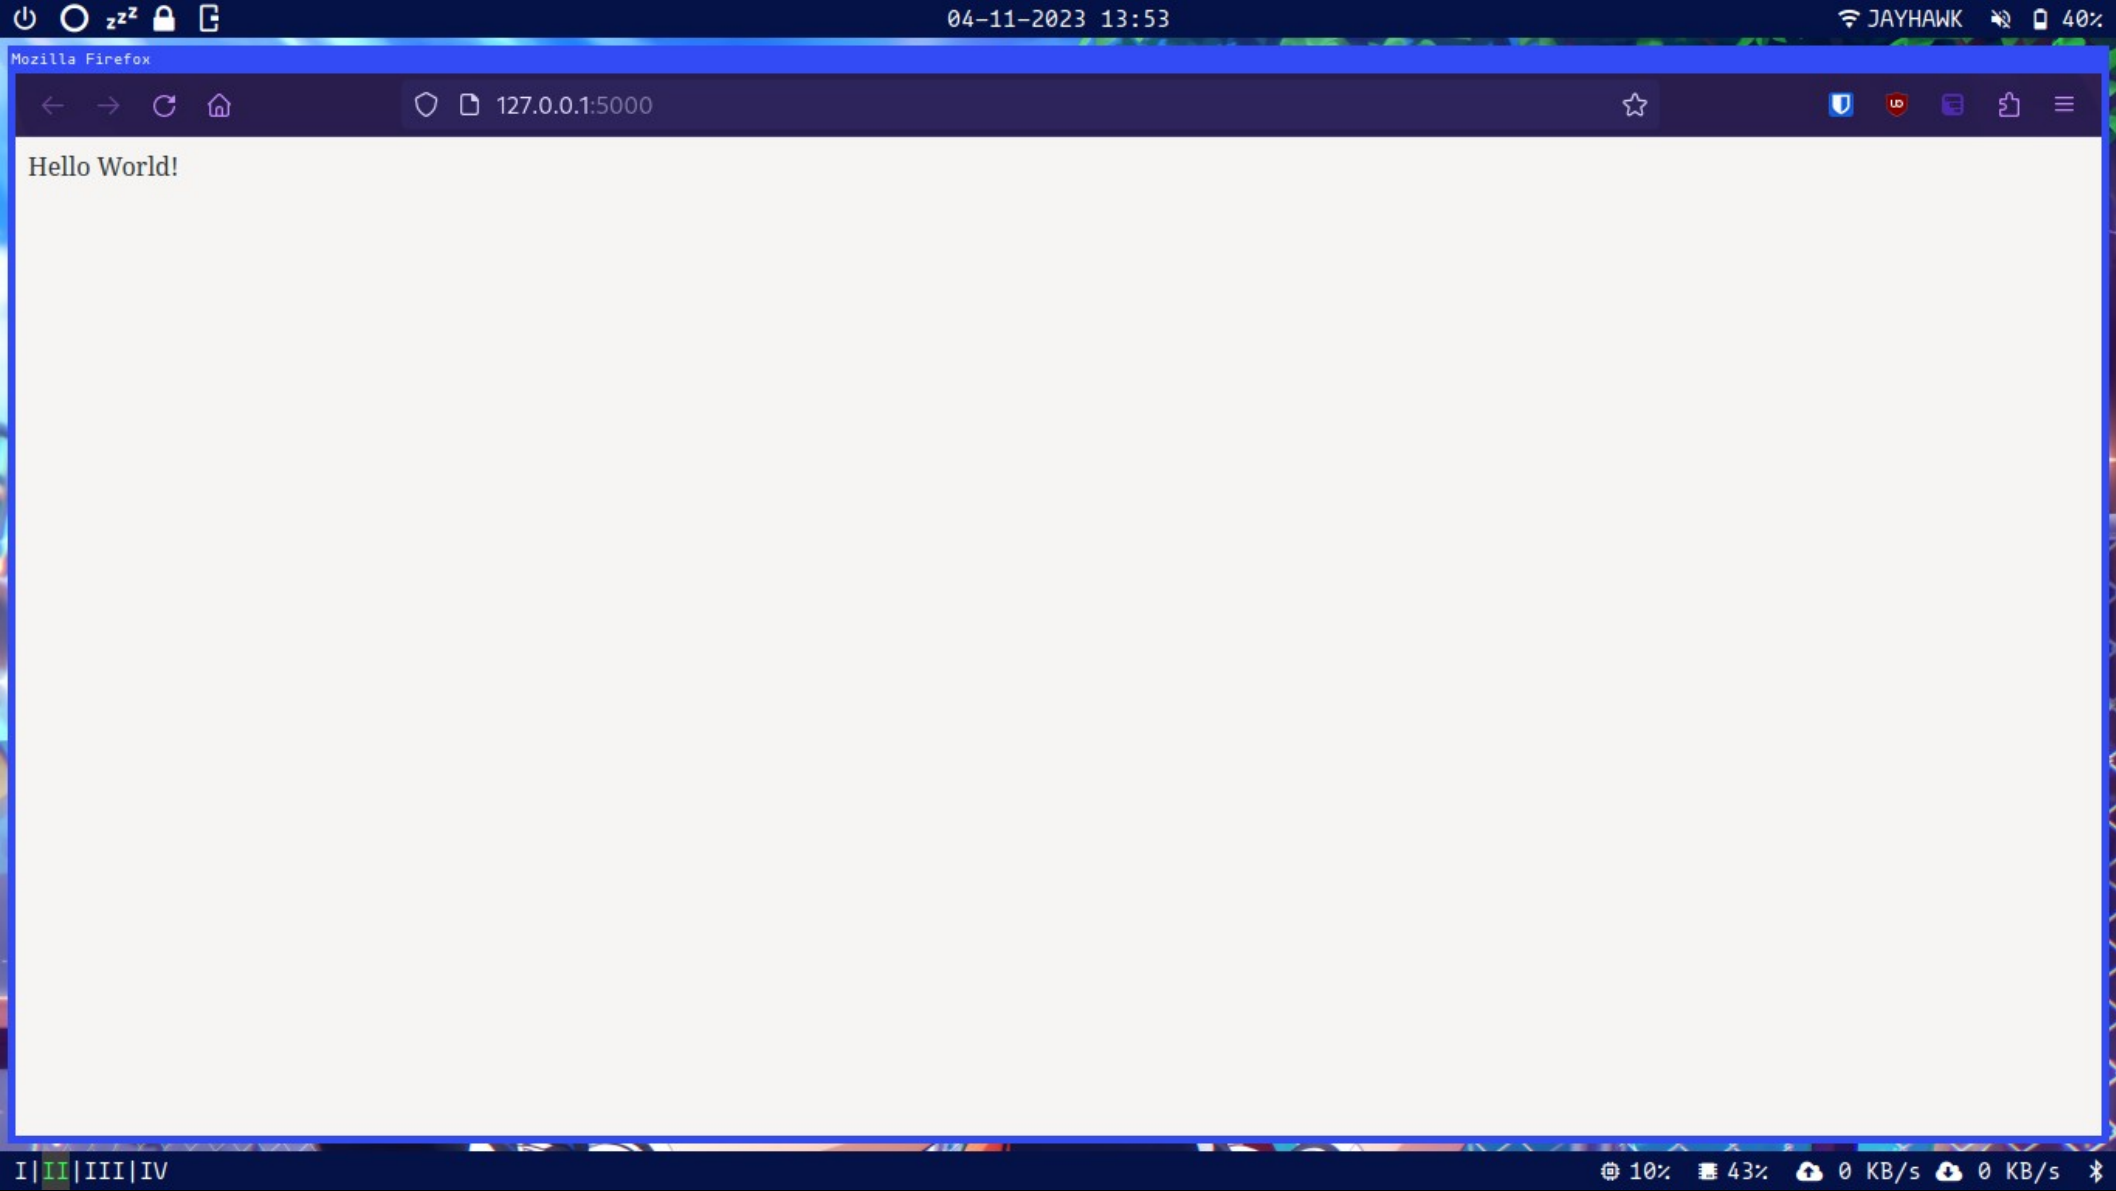 zzz 04-11-2023 13:53 JAYHAWK 40%
Mozilla Firefox
127.0.0.1:5000
Hello World!
I|II|III|IV 10% 43% 0 KB/s 0 KB/s